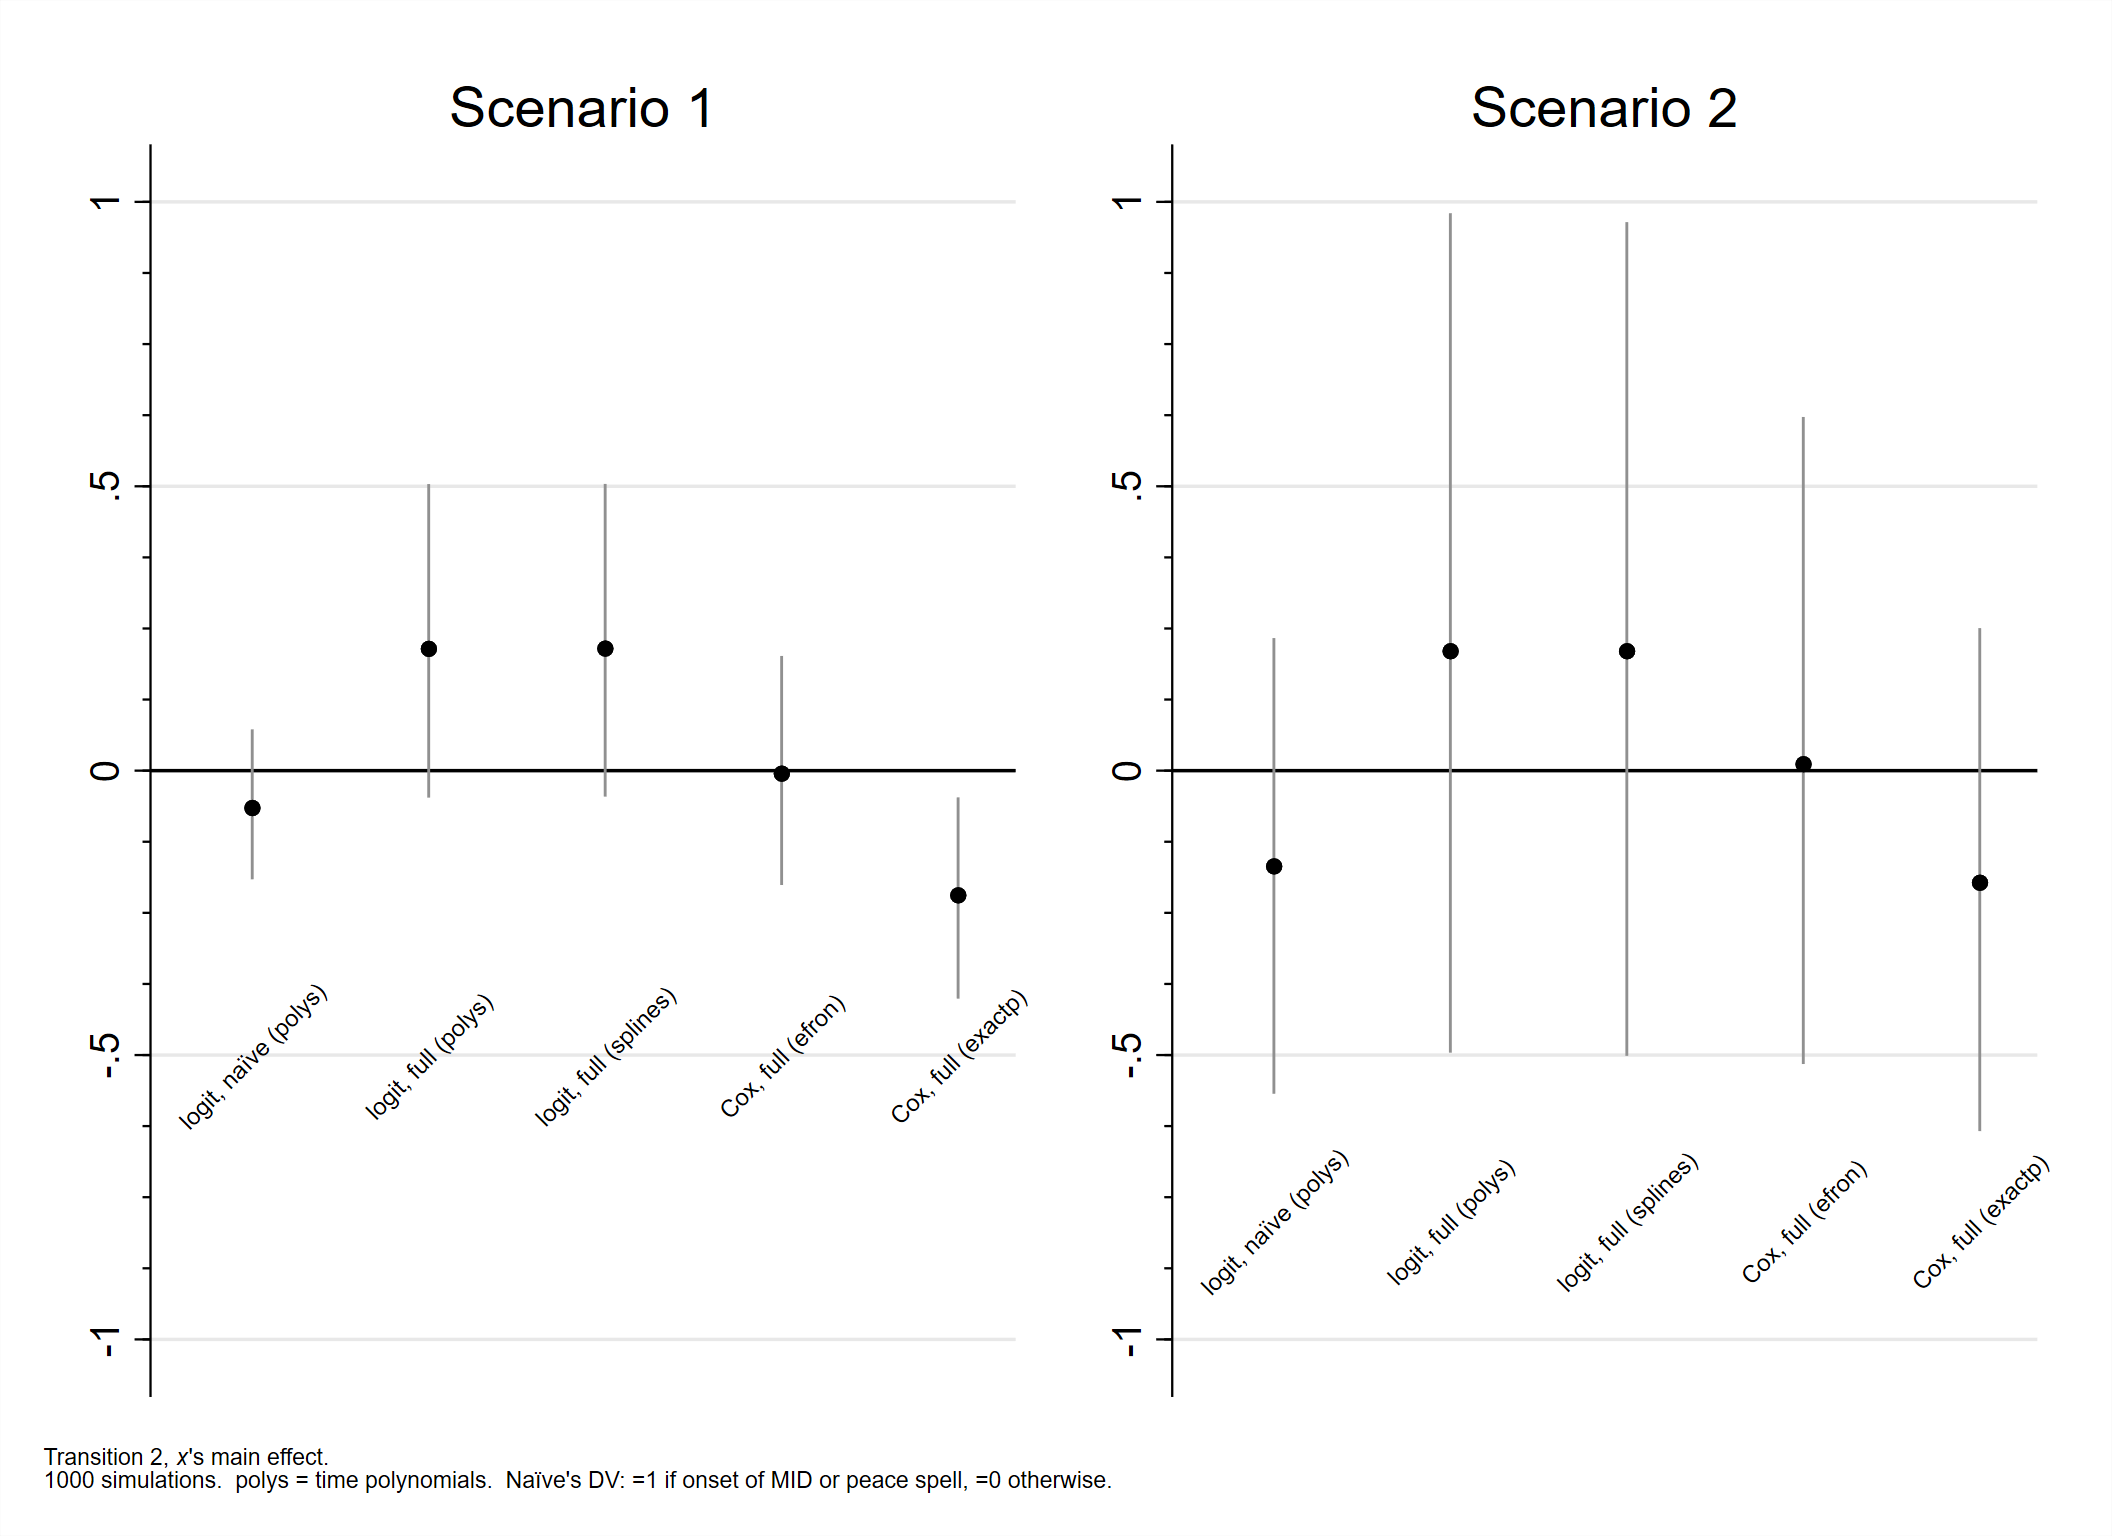 Scenario 1
1
.5
0
-.5
-1
logit, naïve (polys)
logit, full (polys)
logit, full (splines)
Cox, full (efron)
Cox, full (exactp)
Scenario 2
1
.5
0
-.5
-1
logit, naïve (polys)
logit, full (polys)
logit, full (splines)
Cox, full (efron)
Cox, full (exactp)
Transition 2, x's main effect.
1000 simulations.  polys = time polynomials.  Naïve's DV: =1 if onset of MID or peace spell, =0 otherwise.